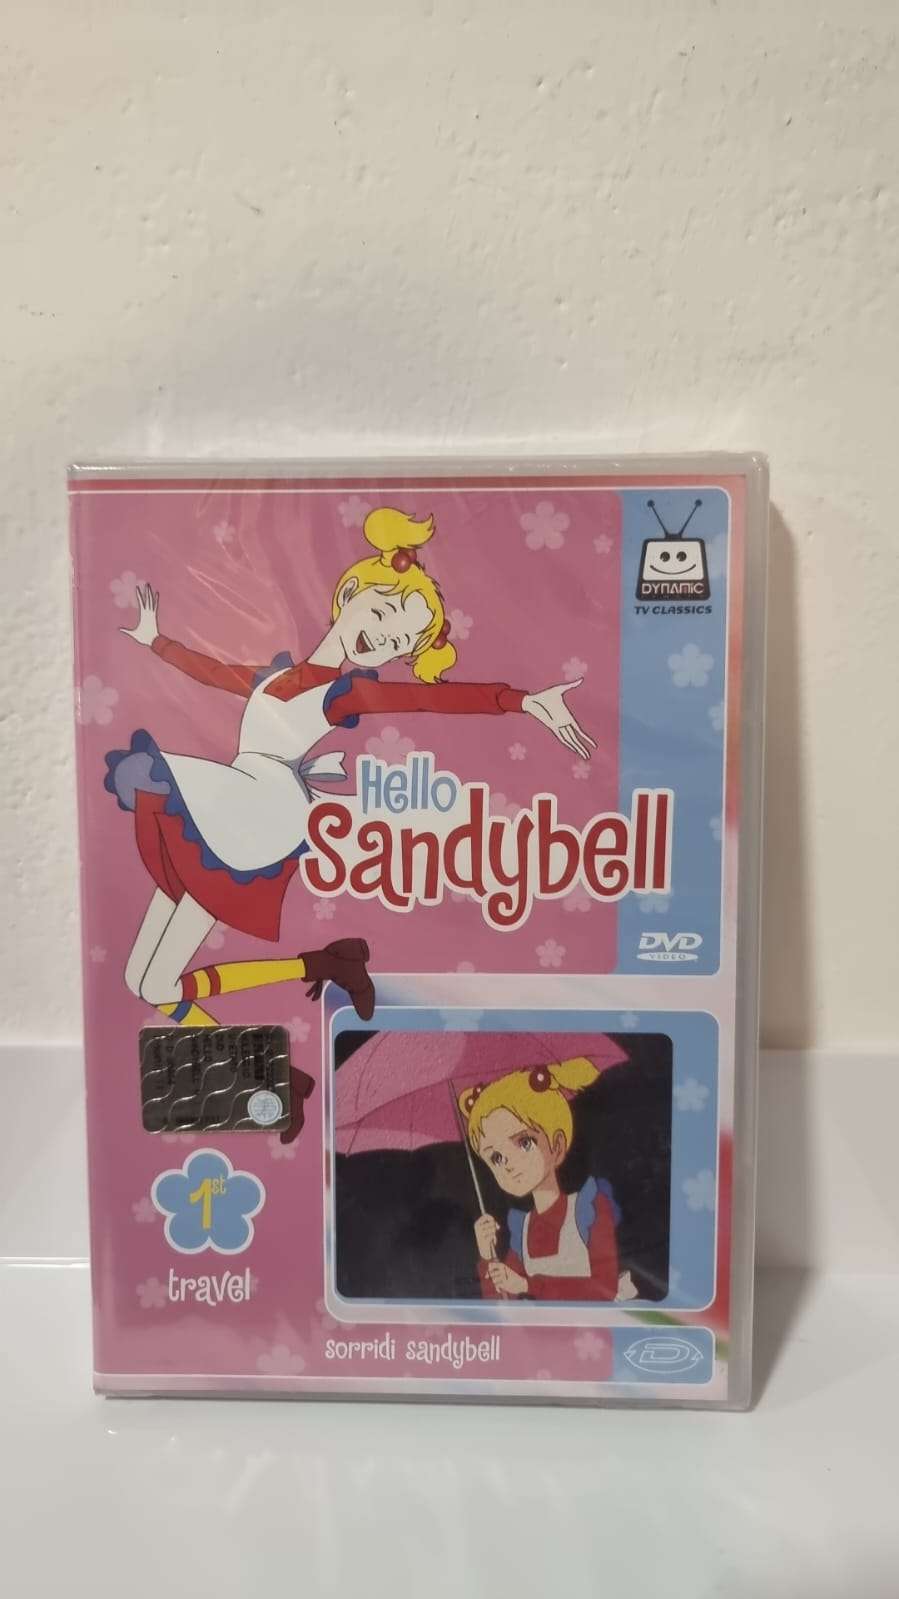 DYNAMIC
TV CLASSICS
Hello
Sandybell
DVD
VIDEO
1st
travel
sorridi sandybell
D